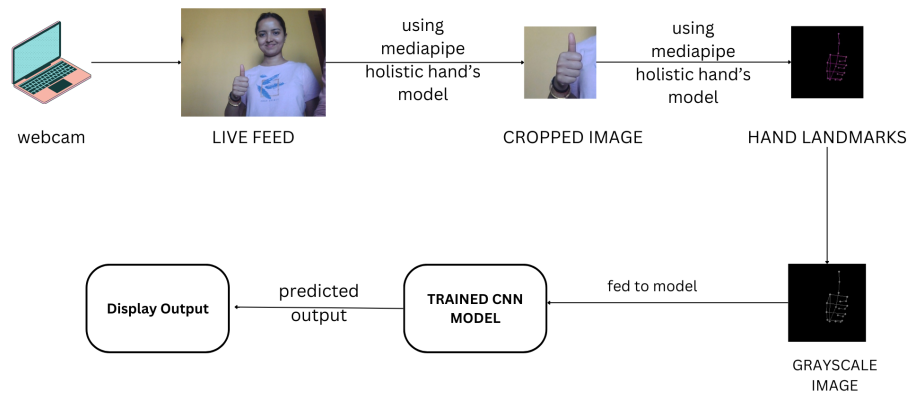 using
mediapipe
holistic hand's
model
using
mediapipe
holistic hand's
model
webcam
LIVE FEED
CROPPED IMAGE
HAND LANDMARKS
Display Output
predicted
output
TRAINED CNN
MODEL
fed to model
GRAYSCALE
IMAGE